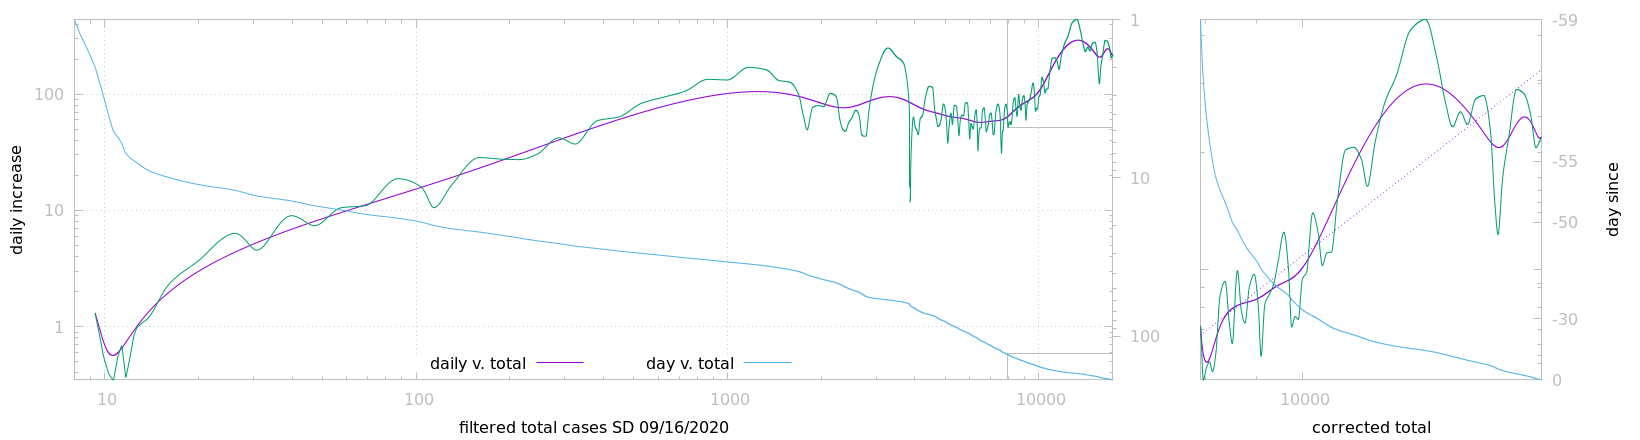 daily increase
100
10
1
daily v. total
day v. total
1
10
100
10
100
1000
10000
filtered total cases SD 09/16/2020
-59
-55
-50
-30
0
day since
10000
corrected total